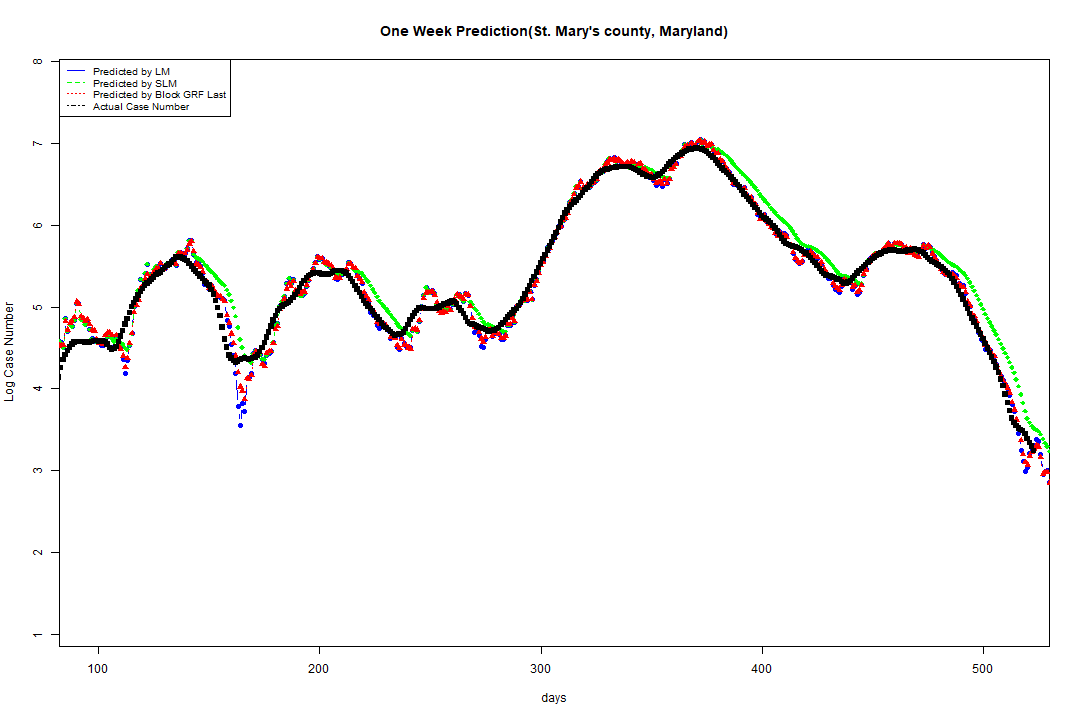 One Week Prediction(St. Mary's county, Maryland)
Predicted by LM
Predicted by SLM
Predicted by Block GRF Last
Actual Case Number
8
7
6
5
4
3
2
1
Log Case Number
100 200 300 400 500
days